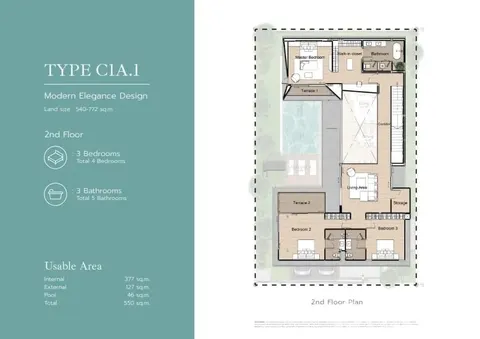 TYPE C1A.1
Modern Elegance Design
Land size : 540-772 sq.m.
2nd Floor
: 3 Bedrooms
Total 4 Bedrooms
: 3 Bathrooms
Total 5 Bathrooms
Usable Area
Internal 377 sq.m.
External 127 sq.m.
Pool 46 sq.m.
Total 550 sq.m.
Master Bedroom
Walk-in closet
Bathroom
Terrace 1
Corridor
Living Area
Terrace 2
Storage
Bedroom 2
Bedroom 3
2nd Floor Plan